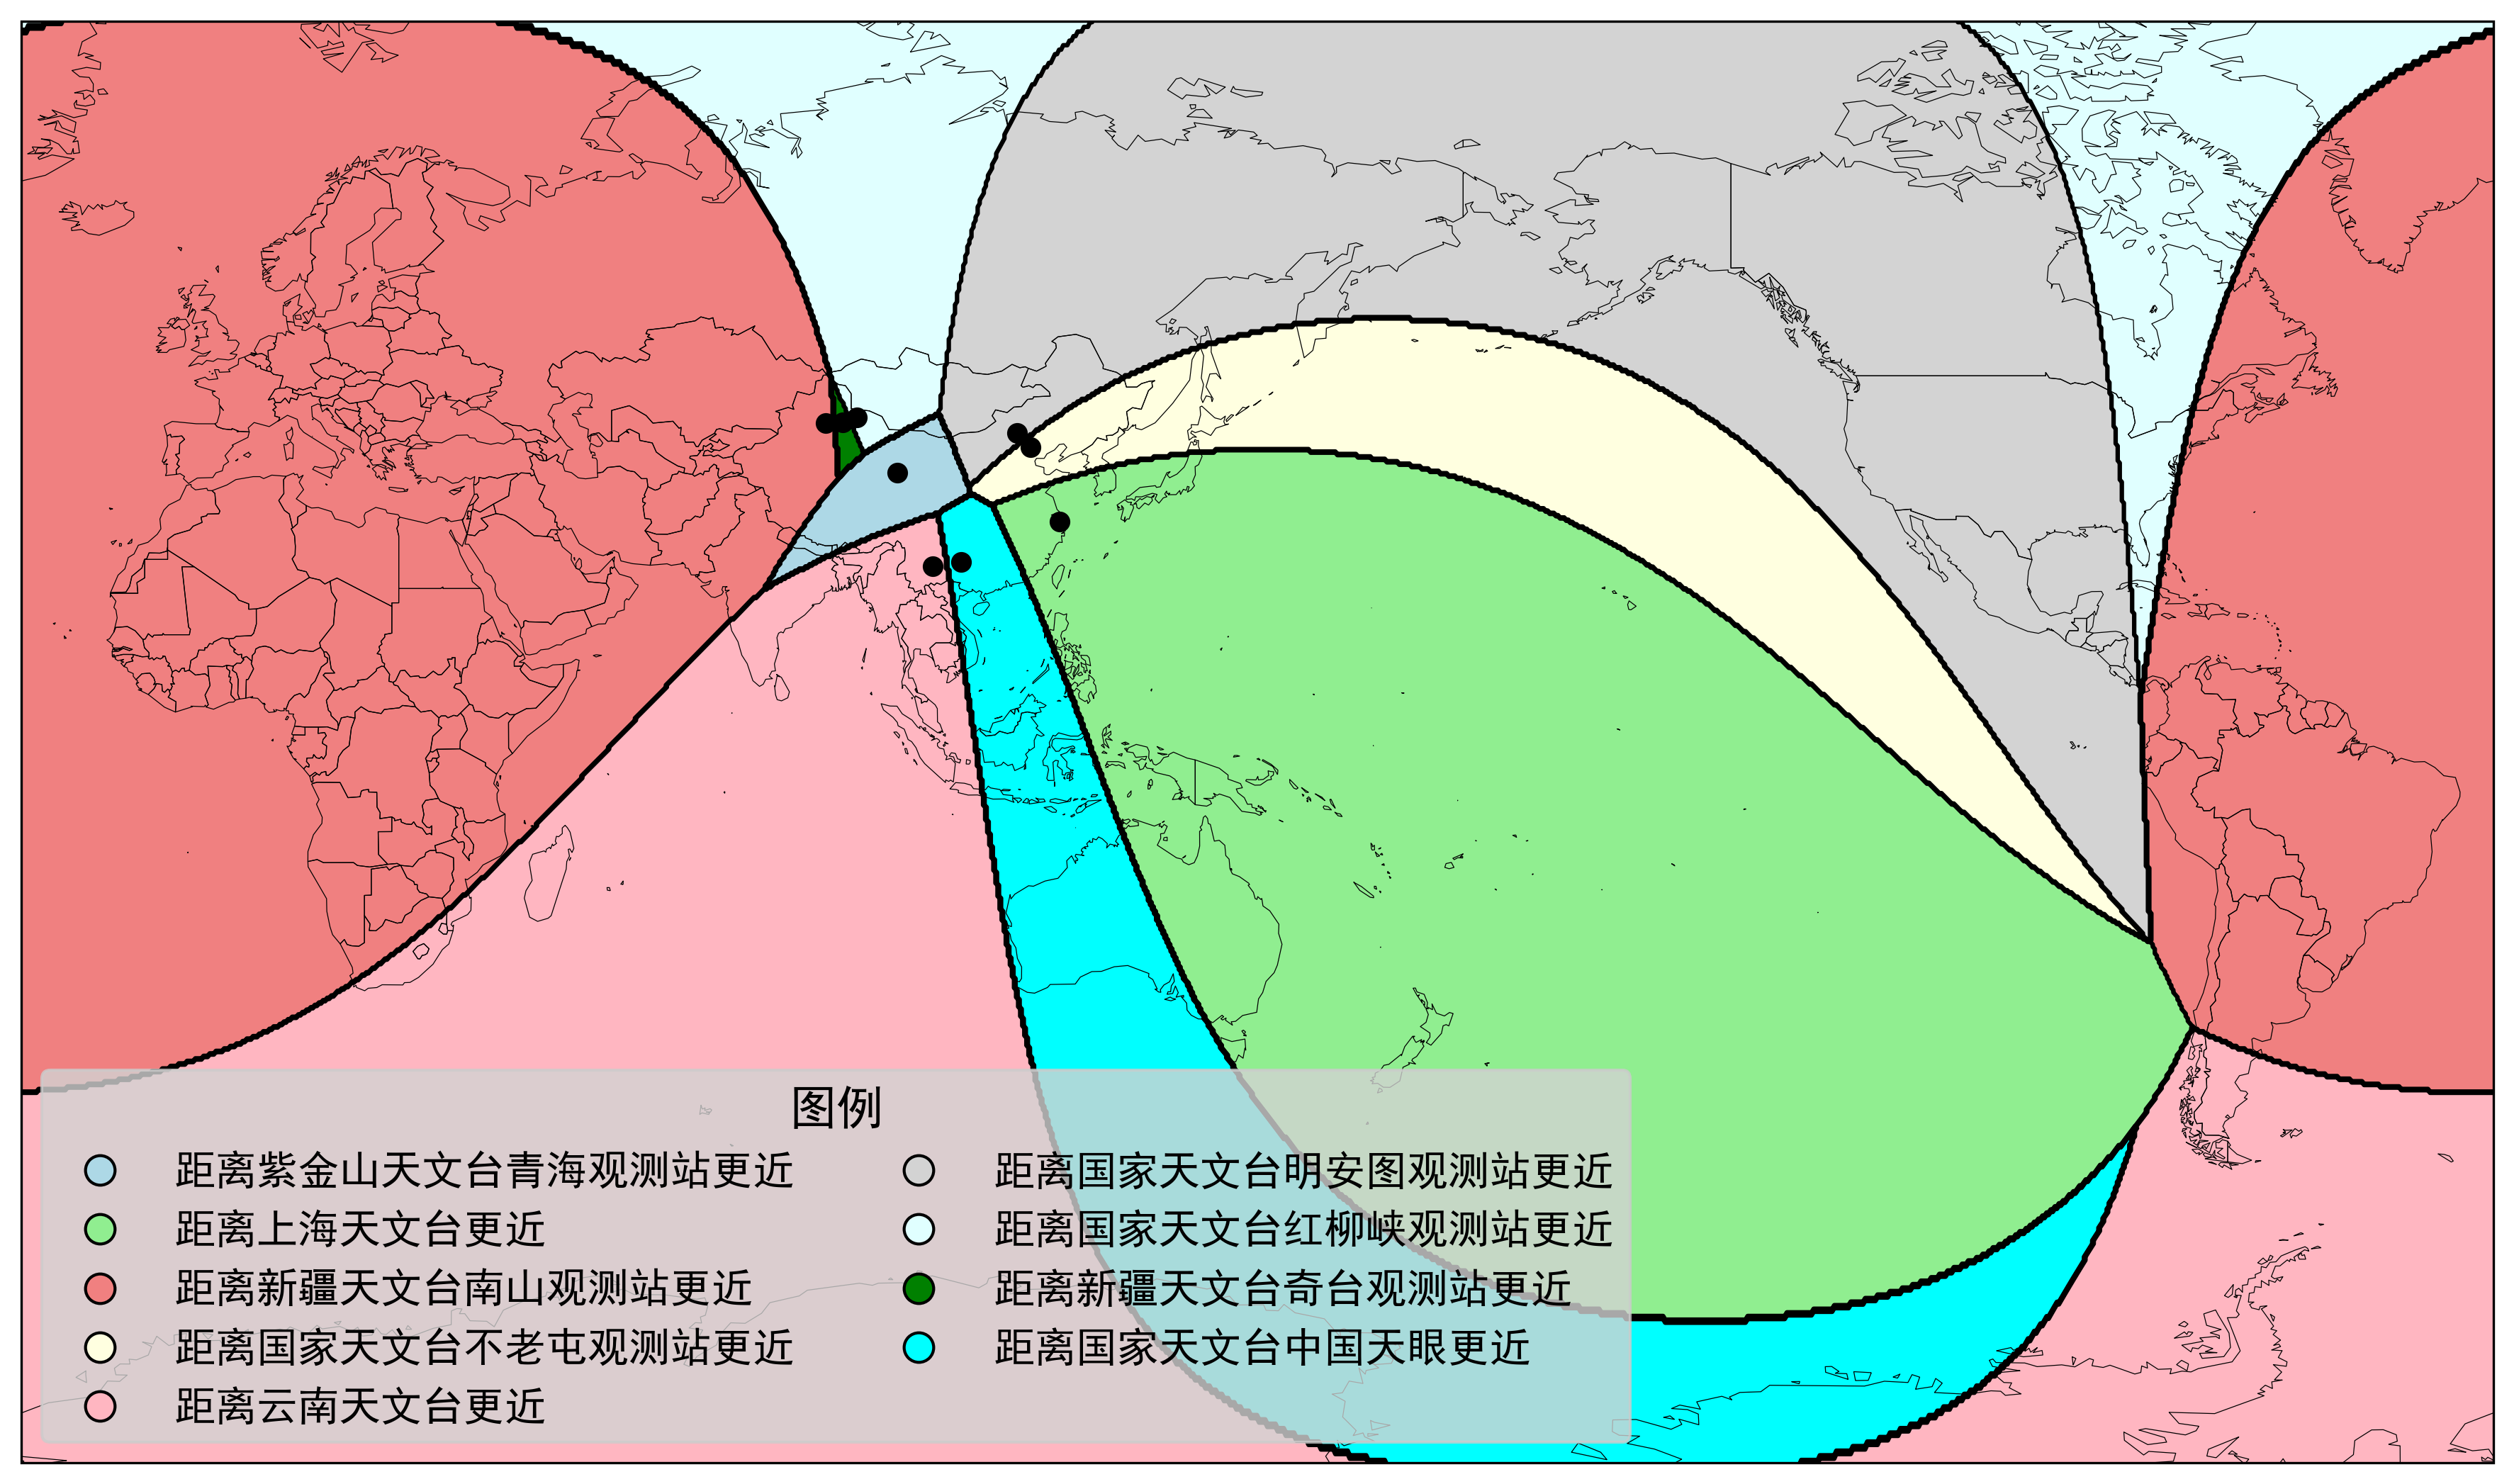 图例
距离紫金山天文台青海观测站更近
距离上海天文台更近
距离新疆天文台南山观测站更近
距离国家天文台不老屯观测站更近
距离云南天文台更近
距离国家天文台明安图观测站更近
距离国家天文台红柳峡观测站更近
距离新疆天文台奇台观测站更近
距离国家天文台中国天眼更近